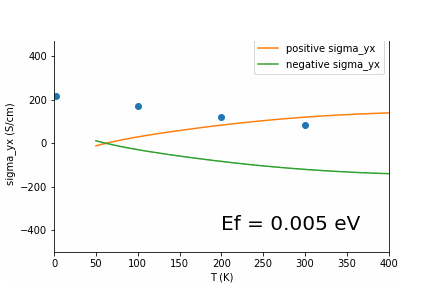 positive sigma_yx
negative sigma_yx
sigma_yx (S/cm)
400
200
0
−200
−400
Ef = 0.005 eV
0 50 100 150 200 250 300 350 400
T (K)